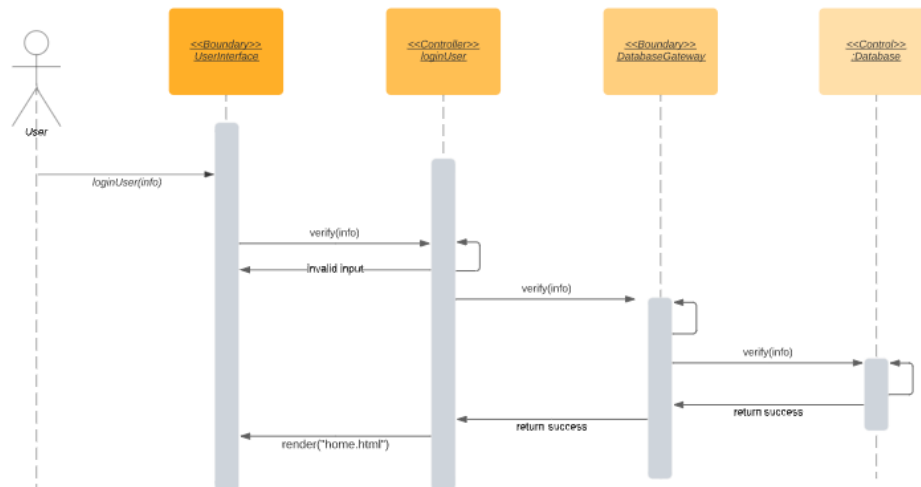 <<Boundary>>
UserInterface
<<Controller>>
loginUser
<<Boundary>>
DatabaseGateway
<<Control>>
:Database
User
loginUser(info)
verify(info)
Invalid Input
verify(info)
verify(info)
return success
return success
render("home.html")